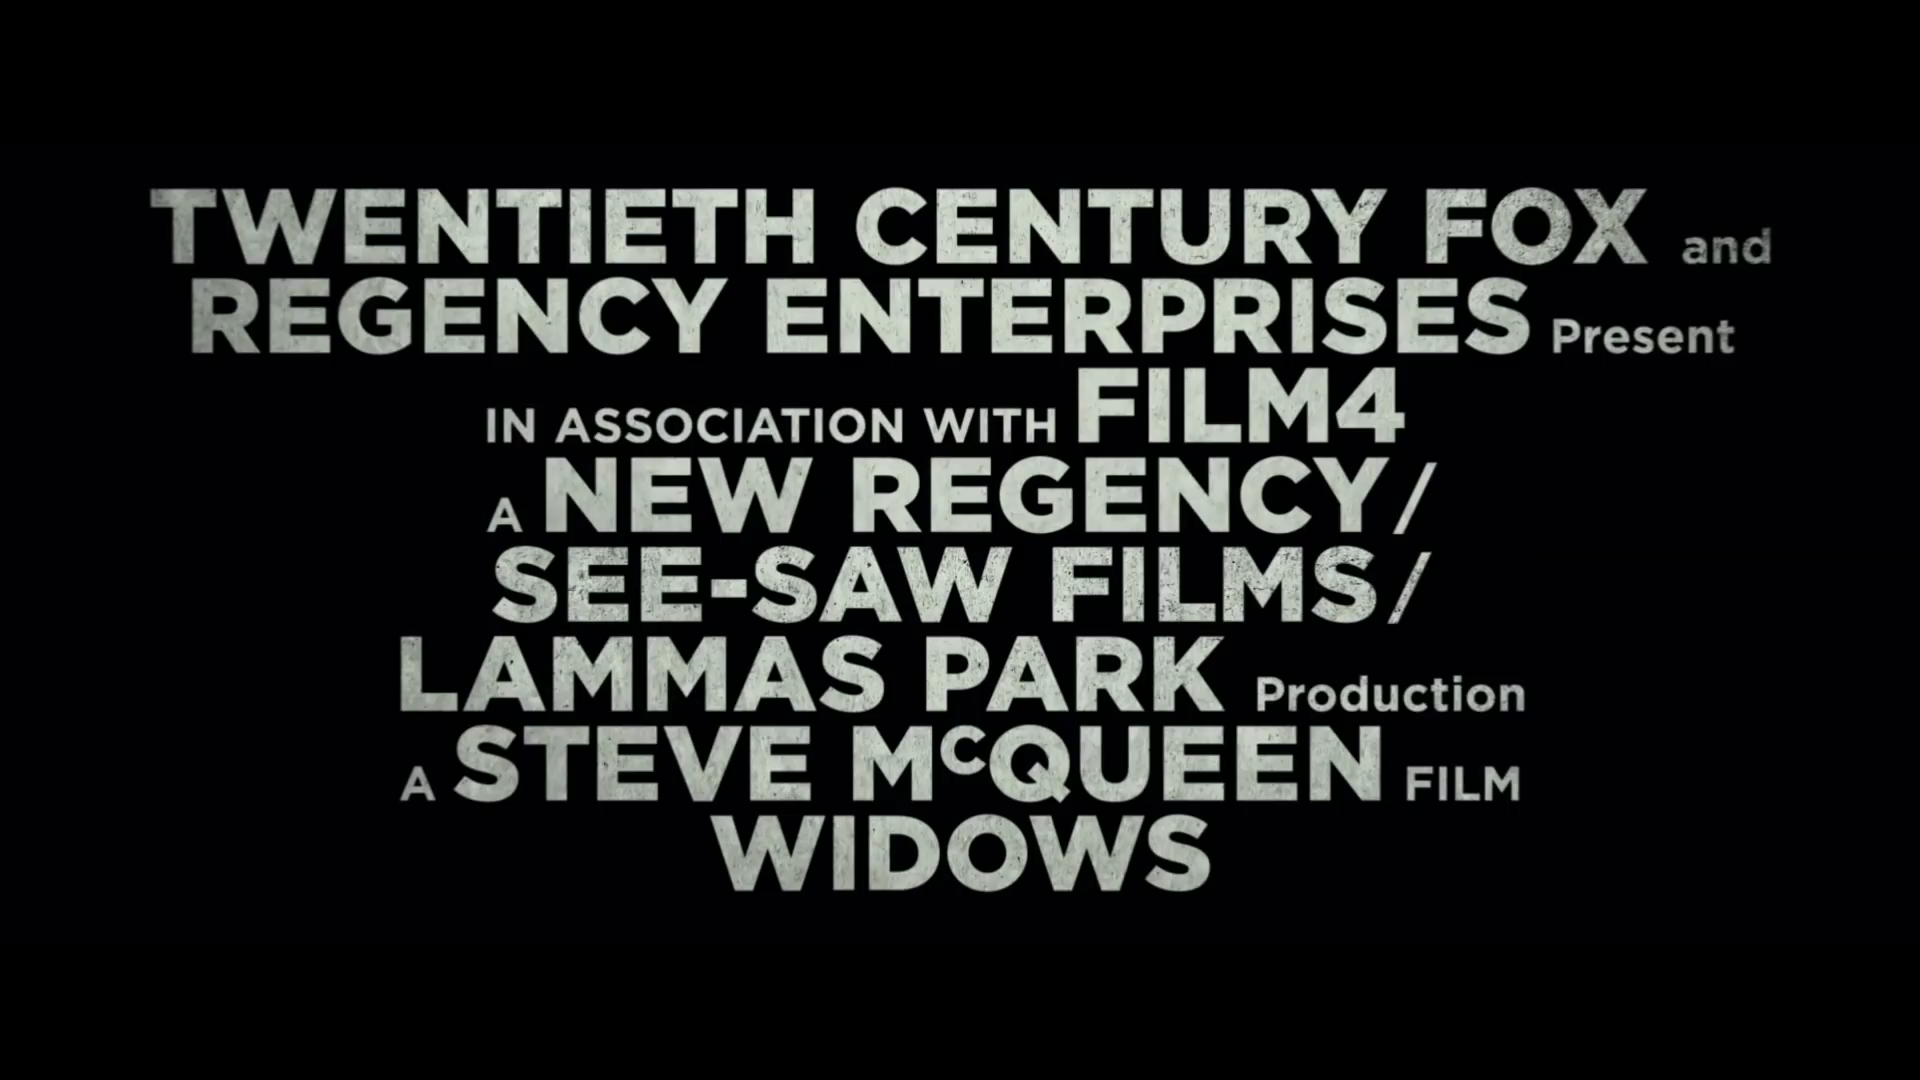 TWENTIETH CENTURY FOX and
REGENCY ENTERPRISES Present
IN ASSOCIATION WITH FILM4
A NEW REGENCY/
SEE-SAW FILMS/
LAMMAS PARK Production
A STEVE McQUEEN FILM
WIDOWS